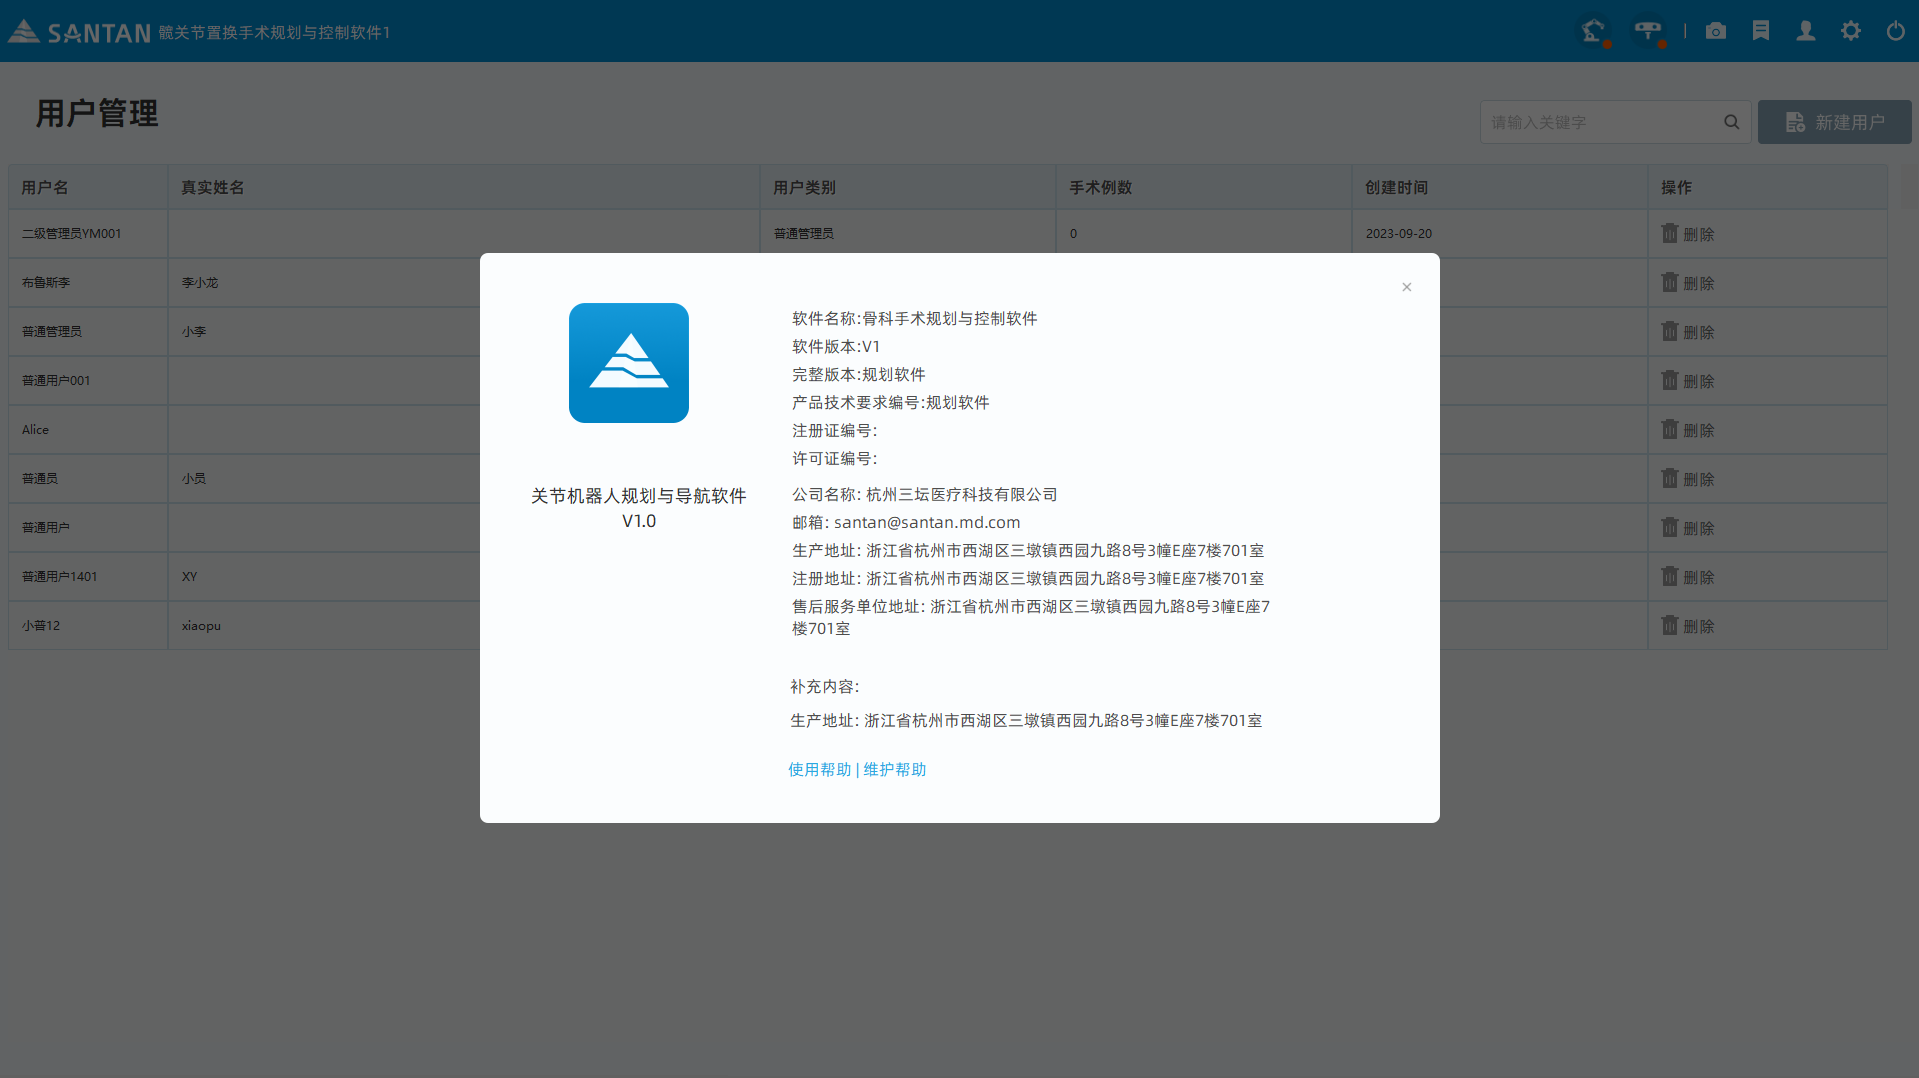 SANTAN 髋关节置换手术规划与控制软件1
用户管理
请输入关键字
新建用户
用户名 真实姓名 用户类别 手术例数 创建时间 操作
二级管理员YM001 普通管理员 0 2023-09-20 删除
布鲁斯李 李小龙 删除
普通管理员 小李 删除
普通用户001 删除
Alice 删除
普通员 小员 删除
普通用户 删除
普通用户1401 XY 删除
小普12 xiaopu 删除
关节机器人规划与导航软件
V1.0
软件名称:骨科手术规划与控制软件
软件版本:V1
完整版本:规划软件
产品技术要求编号:规划软件
注册证编号:
许可证编号:
公司名称: 杭州三坛医疗科技有限公司
邮箱: santan@santan.md.com
生产地址: 浙江省杭州市西湖区三墩镇西园九路8号3幢E座7楼701室
注册地址: 浙江省杭州市西湖区三墩镇西园九路8号3幢E座7楼701室
售后服务单位地址: 浙江省杭州市西湖区三墩镇西园九路8号3幢E座7
楼701室
补充内容:
生产地址: 浙江省杭州市西湖区三墩镇西园九路8号3幢E座7楼701室
使用帮助 | 维护帮助